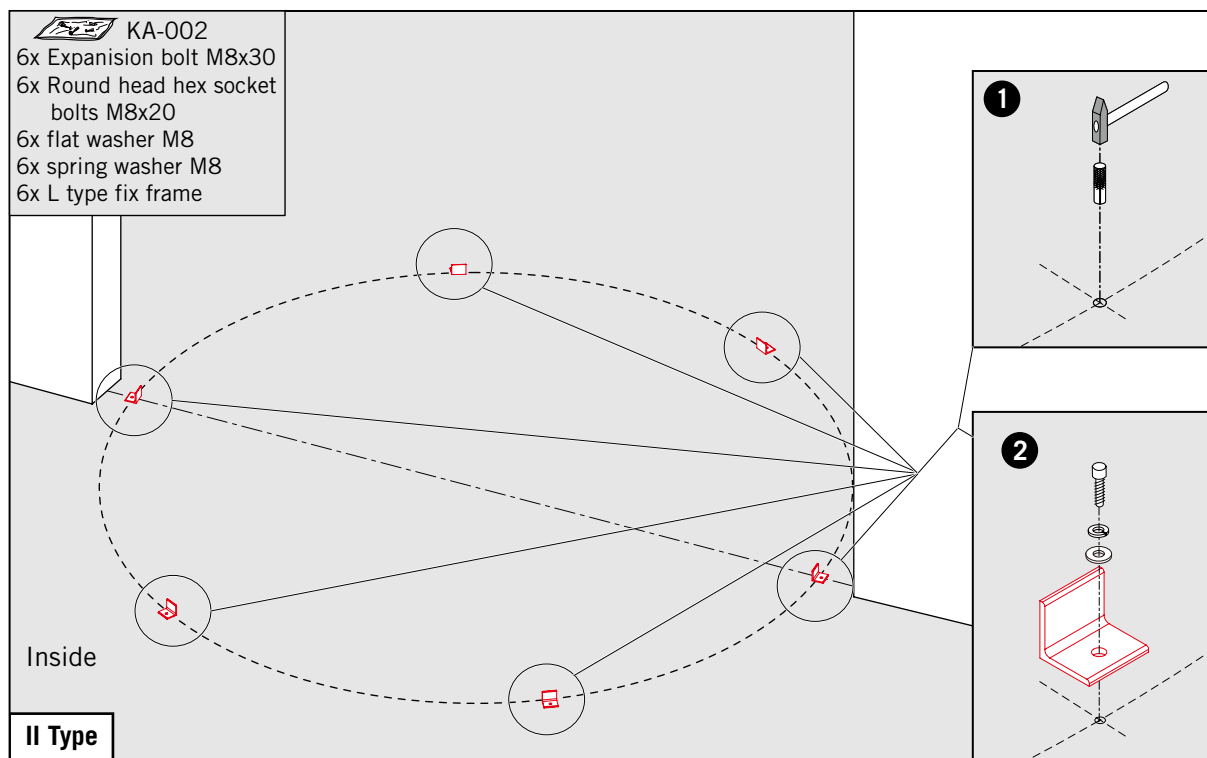 KA-002
6x Expanision bolt M8x30
6x Round head hex socket
bolts M8x20
6x flat washer M8
6x spring washer M8
6x L type fix frame
1
2
Inside
II Type